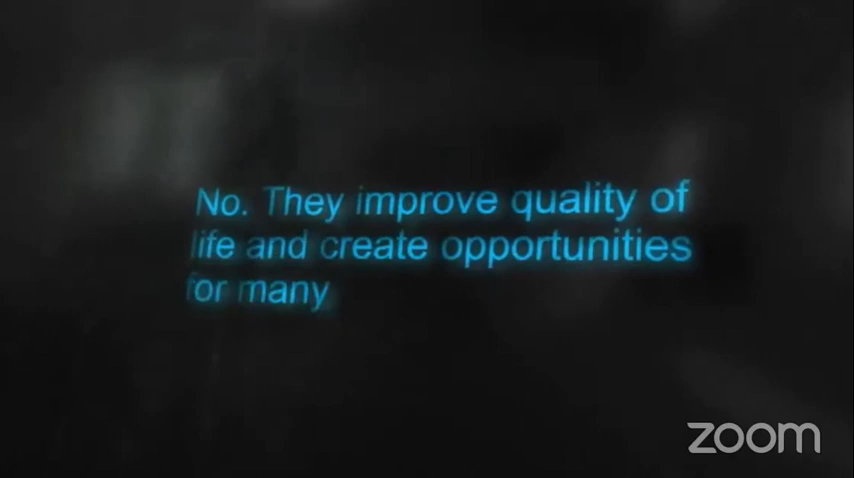 No. They improve quality of
life and create opportunities
for many
zoom